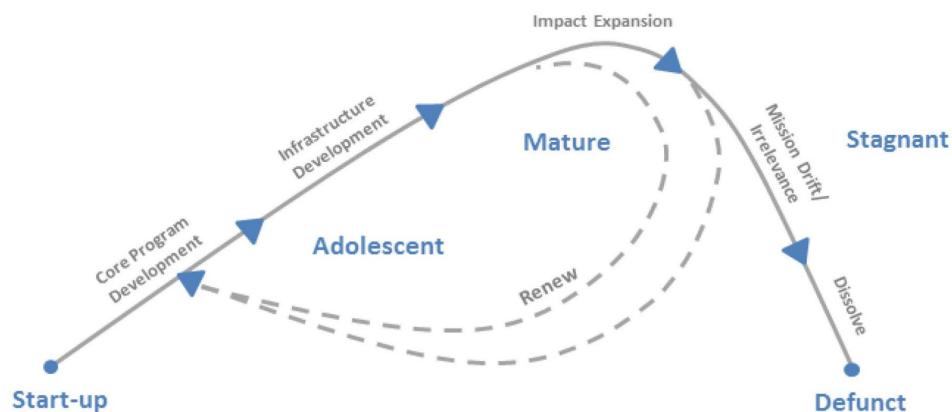 Impact Expansion
Infrastructure
Development
Mature
Mission Drift/
Irrelevance
Stagnant
Core Program
Development
Adolescent
Renew
Dissolve
Start-up
Defunct